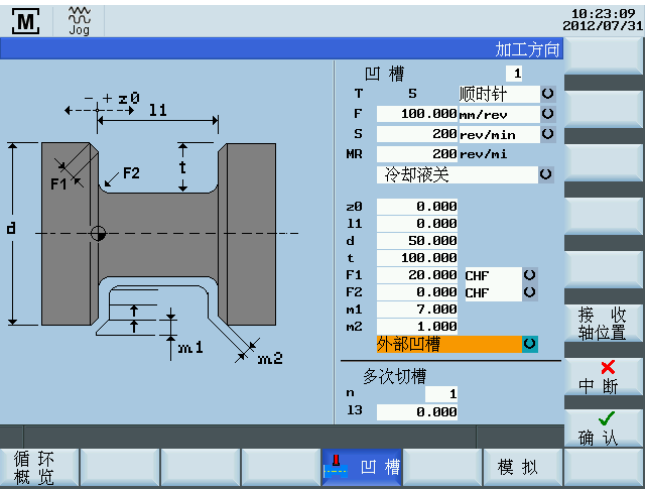 M
Jog
10:23:09
2012/07/31
加工方向
- + z0
l1
t
F1
F2
d
m1
m2
凹 槽 1
T 5 顺时针
F 100.000 mm/rev
S 200 rev/min
MR 200 rev/mi
冷却液关
z0 0.000
l1 0.000
d 50.000
t 100.000
F1 20.000 CHF
F2 0.000 CHF
m1 7.000
m2 1.000
外部凹槽
多次切槽
n 1
l3 0.000
接 收
轴位置
中 断
确 认
循 环
概 览
凹 槽
模 拟